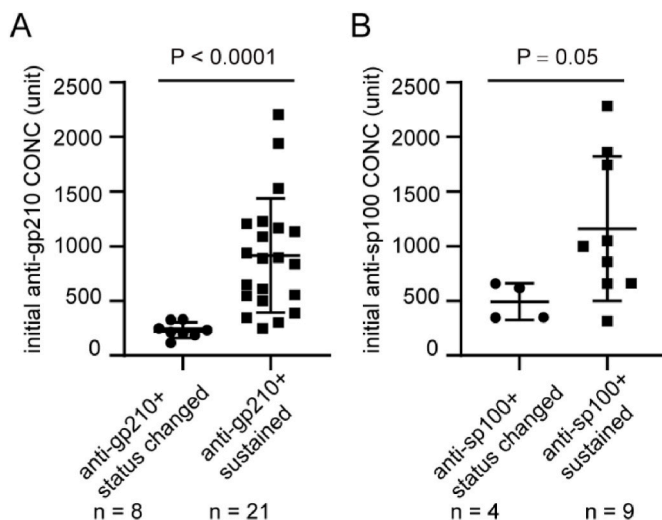 A
P < 0.0001
initial anti-gp210 CONC (unit)
2500
2000
1500
1000
500
0
anti-gp210+
status changed
anti-gp210+
sustained
n = 8
n = 21
B
P = 0.05
initial anti-sp100 CONC (unit)
2500
2000
1500
1000
500
0
anti-sp100+
status changed
anti-sp100+
sustained
n = 4
n = 9